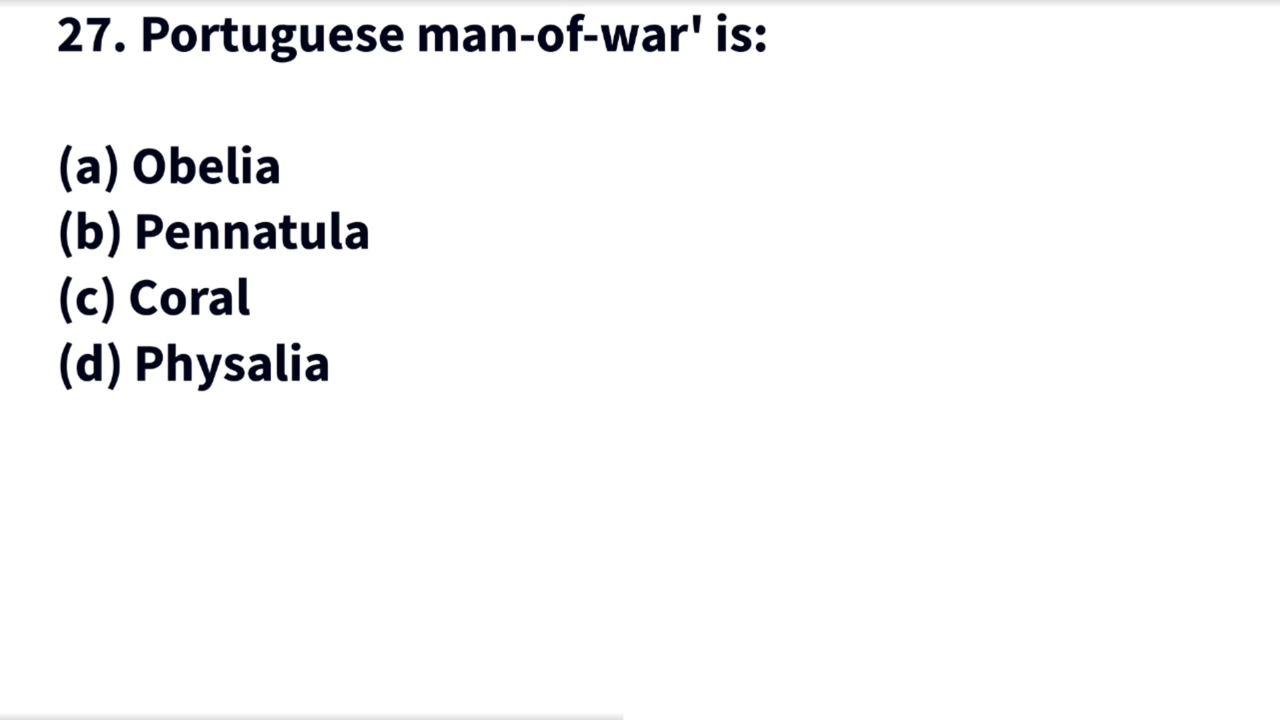 27. Portuguese man-of-war' is:
(a) Obelia
(b) Pennatula
(c) Coral
(d) Physalia